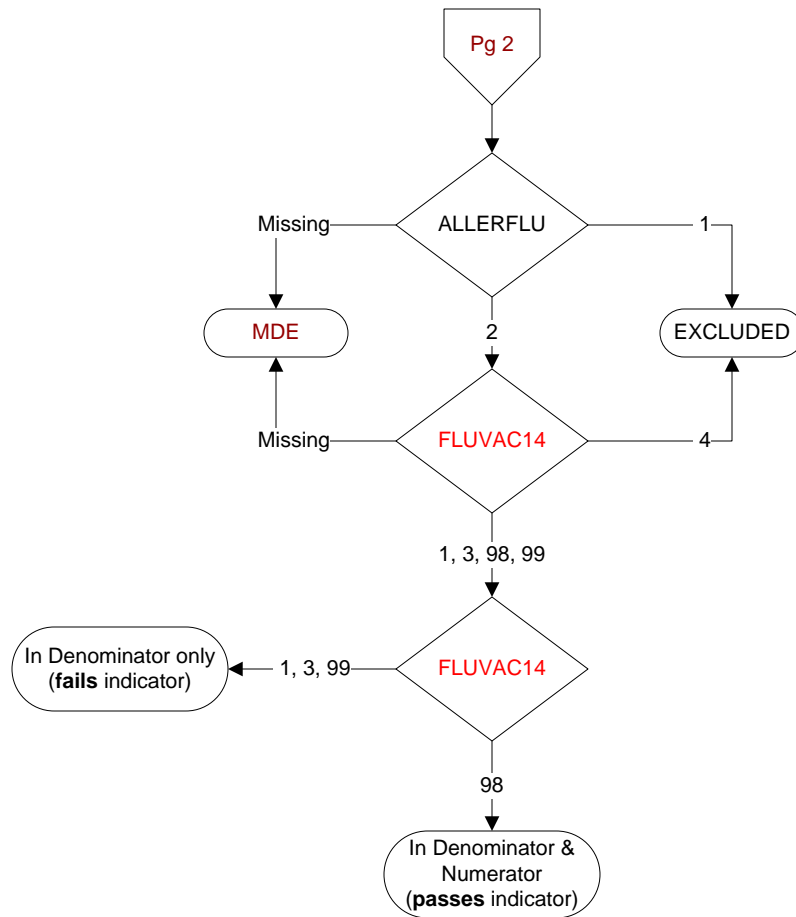 Pg 2
Missing
ALLERFLU
1
MDE
2
EXCLUDED
Missing
FLUVAC14
4
1, 3, 98, 99
In Denominator only
(fails indicator)
1, 3, 99
FLUVAC14
98
In Denominator &
Numerator
(passes indicator)